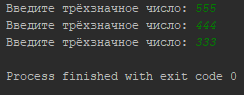 Введите трёхзначное число: 555
Введите трёхзначное число: 444
Введите трёхзначное число: 333
Process finished with exit code 0